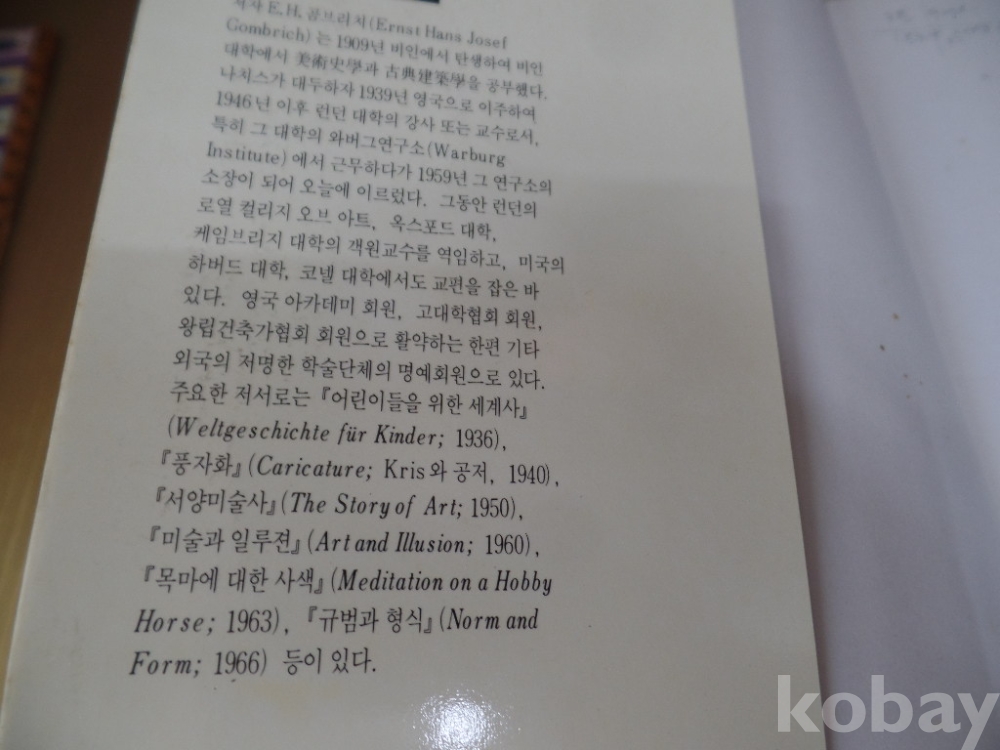 저자 E.H. 곰브리치(Ernst Hans Josef
Gombrich)는 1909년 비인에서 탄생하여 비인
대학에서 美術史學과 古典建築學을 공부했다.
나치스가 대두하자 1939년 영국으로 이주하여
1946년 이후 런던 대학의 강사 또는 교수로서,
특히 그 대학의 와버그연구소(Warburg
Institute)에서 근무하다가 1959년 그 연구소의
소장이 되어 오늘에 이르렀다. 그동안 런던의
로열 컬리지 오브 아트, 옥스포드 대학,
케임브리지 대학의 객원교수를 역임하고, 미국의
하버드 대학, 코넬 대학에서도 교편을 잡은 바
있다. 영국 아카데미 회원, 고대학협회 회원,
왕립건축가협회 회원으로 활약하는 한편 기타
외국의 저명한 학술단체의 명예회원으로 있다.
주요한 저서로는 『어린이들을 위한 세계사』
(Weltgeschichte für Kinder; 1936),
『풍자화』(Caricature; Kris와 공저, 1940),
『서양미술사』(The Story of Art; 1950),
『미술과 일루젼』(Art and Illusion; 1960),
『목마에 대한 사색』(Meditation on a Hobby
Horse; 1963), 『규범과 형식』(Norm and
Form; 1966) 등이 있다.
kobay